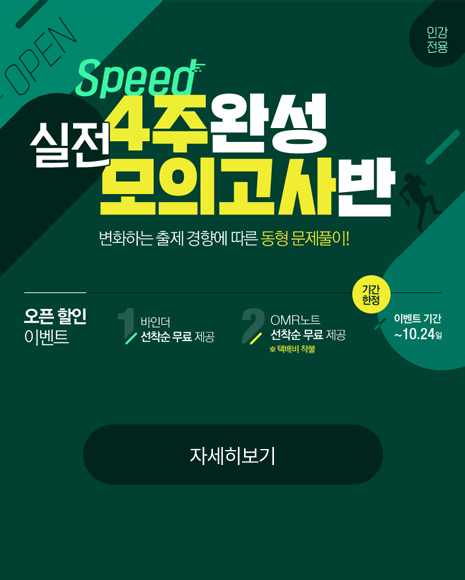 OPEN
인강
전용
Speed
실전 4주완성
모의고사반
변화하는 출제 경향에 따른 동형 문제풀이!
기간
한정
오픈 할인
이벤트
1 바인더
선착순 무료 제공
2 OMR노트
선착순 무료 제공
※ 택배비 착불
이벤트 기간
~10.24일
자세히보기